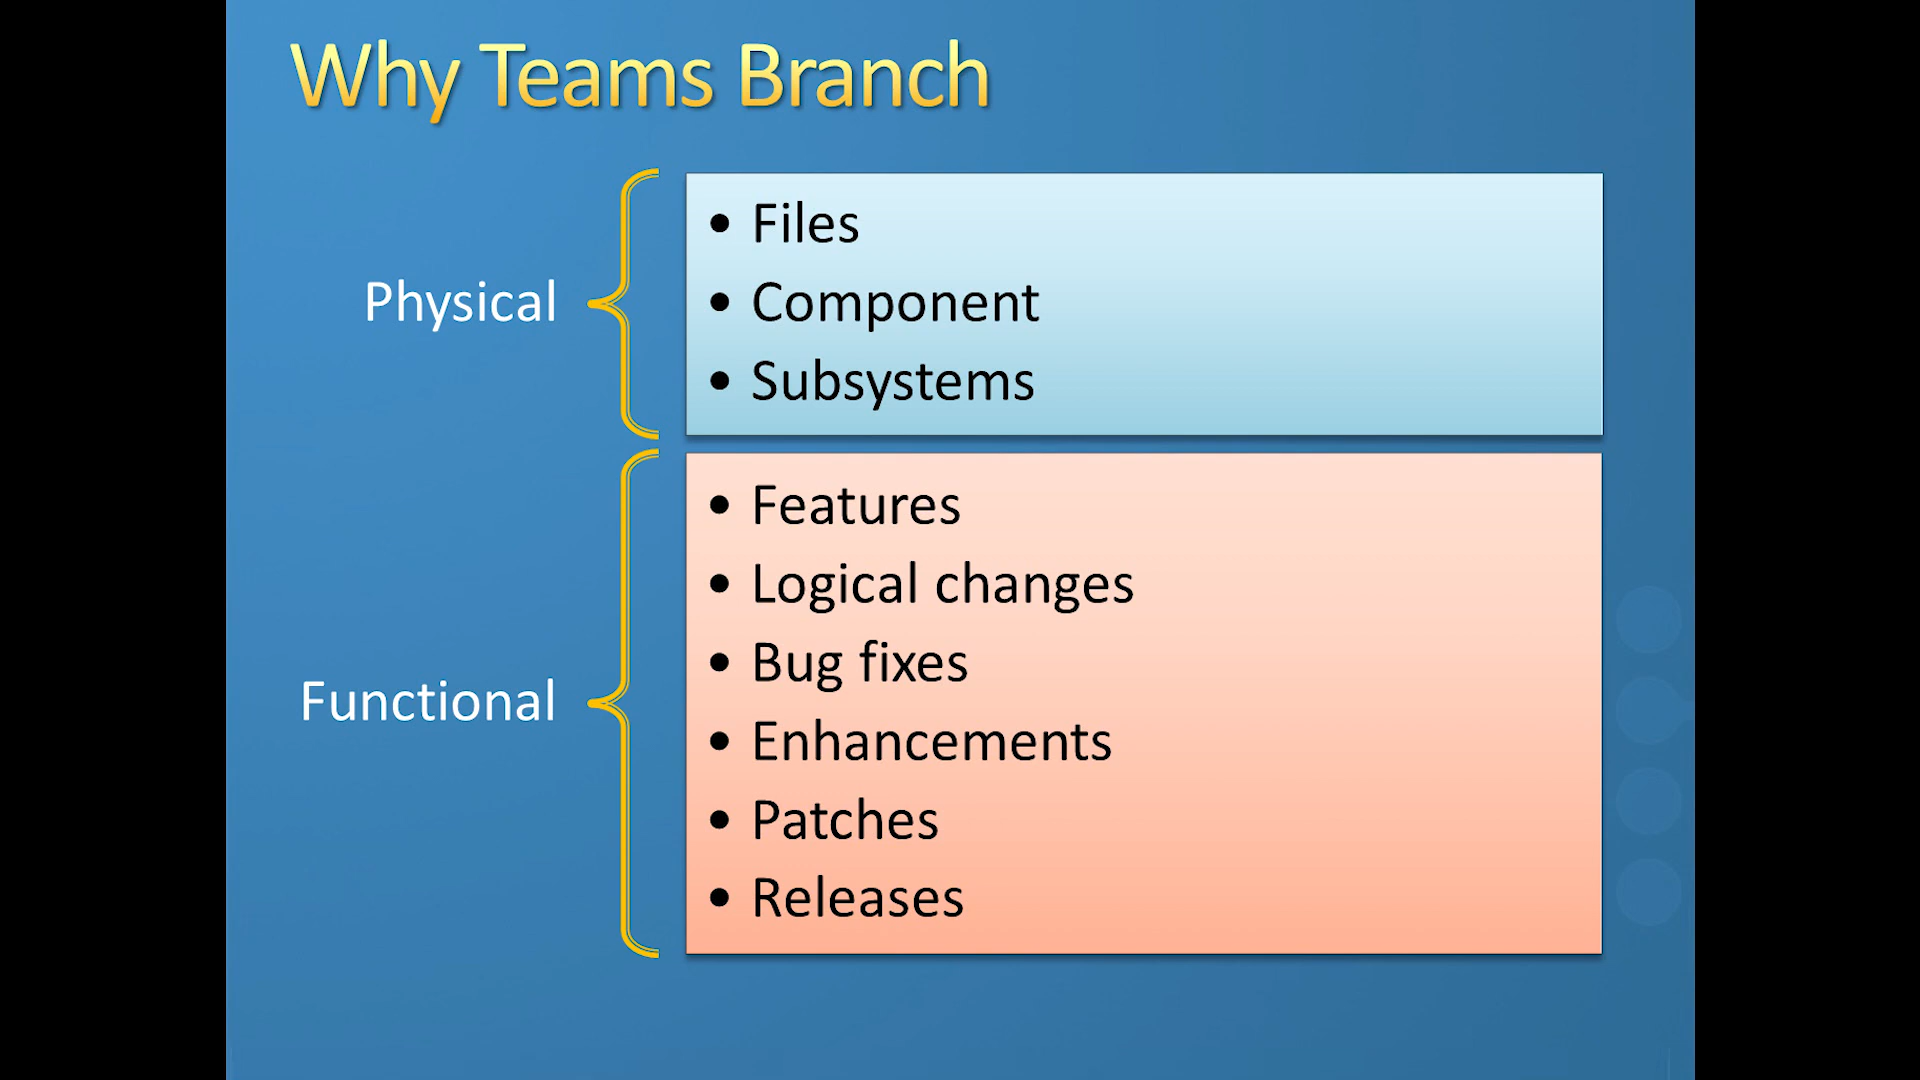 Why Teams Branch
Physical
• Files
• Component
• Subsystems
Functional
• Features
• Logical changes
• Bug fixes
• Enhancements
• Patches
• Releases